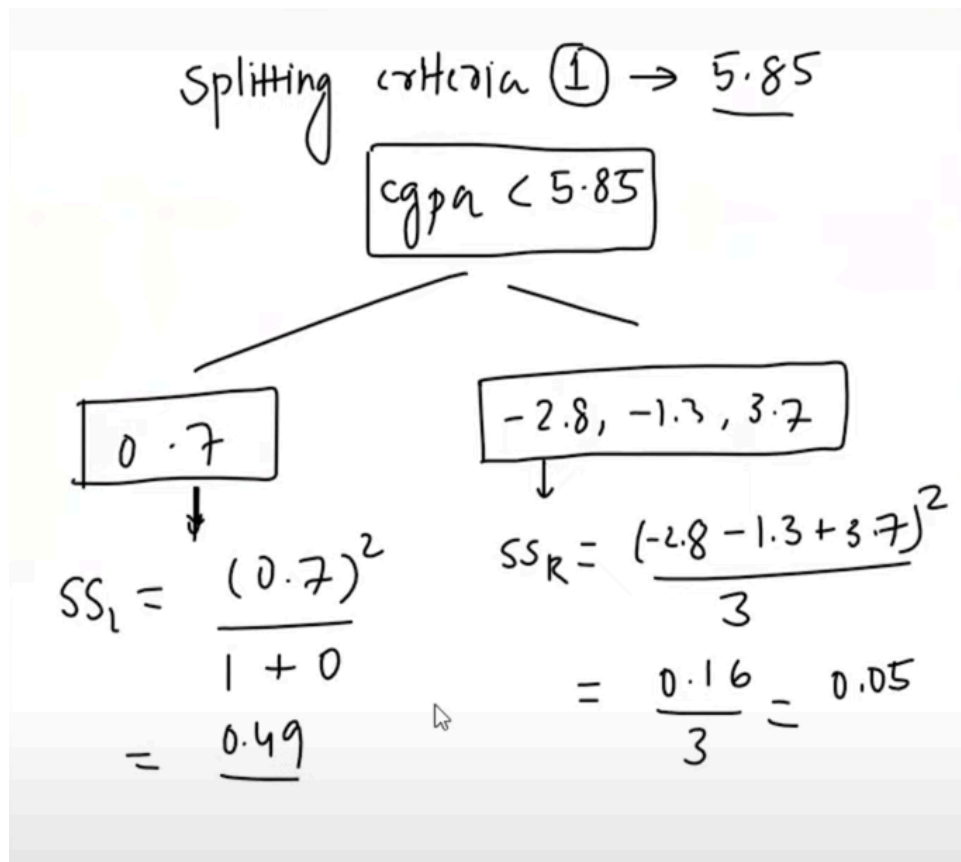 Splitting criteria ① → 5.85
cgpa < 5.85
0.7
-2.8, -1.3, 3.7
SS_L = (0.7)² / 1 + 0
= 0.49
SS_R = (-2.8 - 1.3 + 3.7)² / 3
= 0.16 / 3 = 0.05